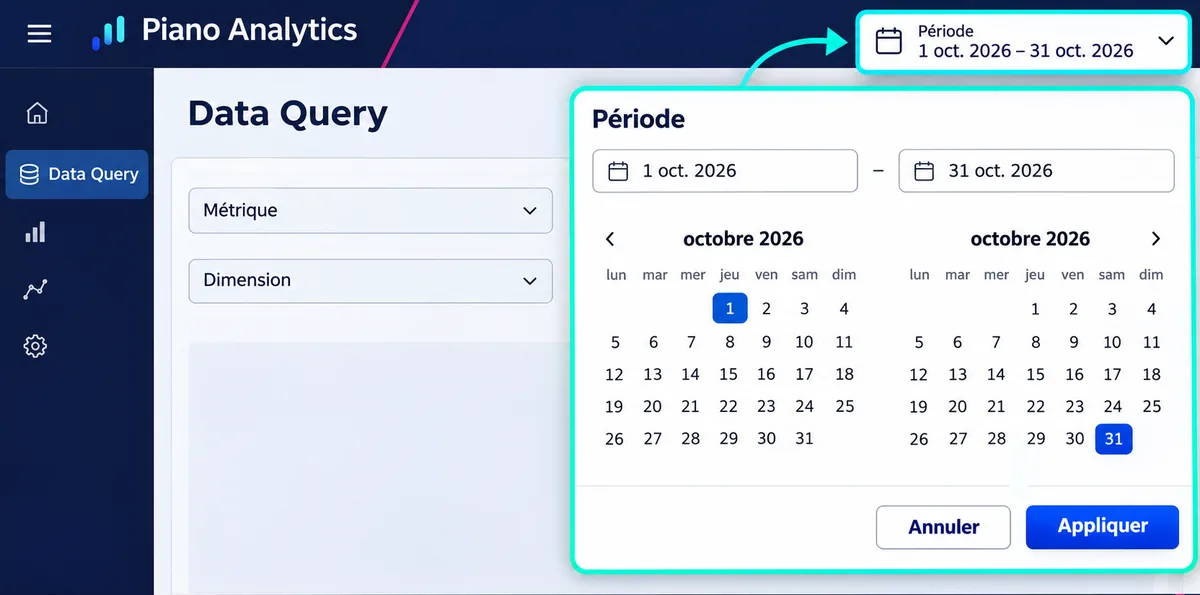 Piano Analytics
Période
1 oct. 2026 – 31 oct. 2026
Data Query
Data Query
Métrique
Dimension
Période
1 oct. 2026 – 31 oct. 2026
octobre 2026
lun mar mer jeu ven sam dim
1 2 3 4
5 6 7 8 9 10 11
12 13 14 15 16 17 18
19 20 21 22 23 24 25
26 27 28 29 30 31
octobre 2026
lun mar mer jeu ven sam dim
1 2 3 4
5 6 7 8 9 10 11
12 13 14 15 16 17 18
19 20 21 22 23 24 25
26 27 28 29 30 31
Annuler
Appliquer